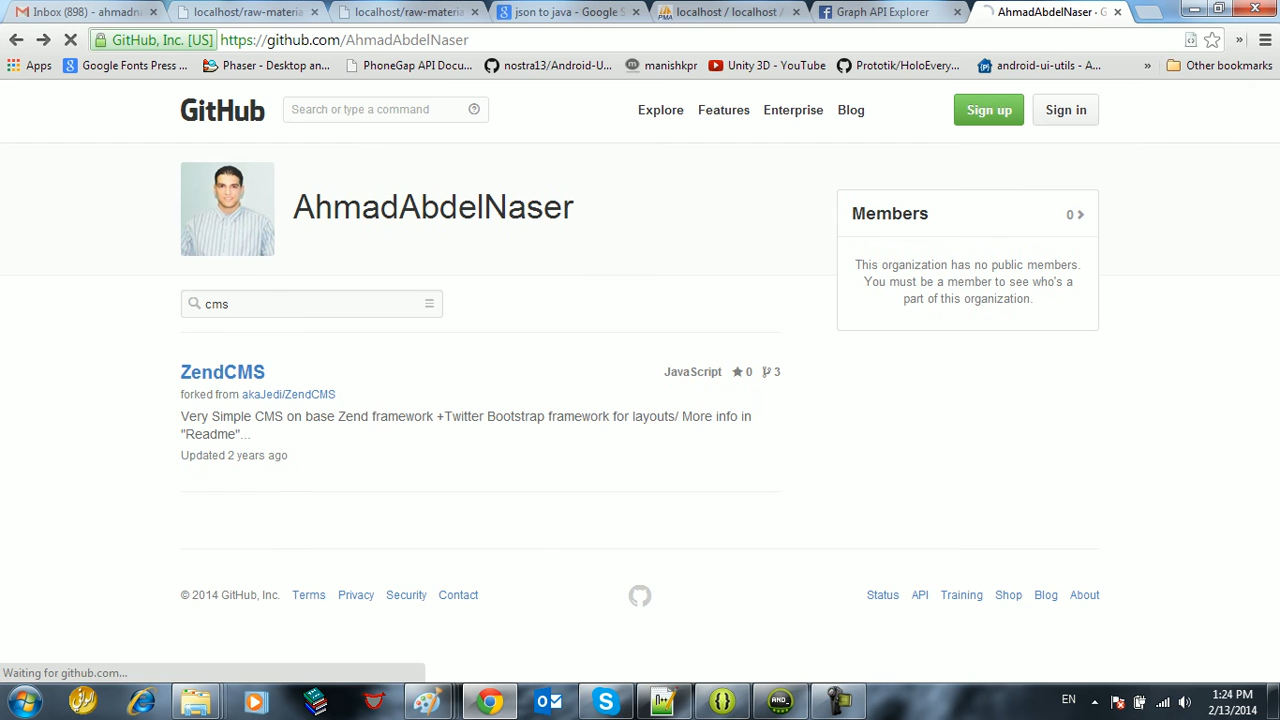 Inbox (898) - ahmadna
localhost/raw-materia
localhost/raw-materia
json to java - Google S
localhost / localhost /
Graph API Explorer
AhmadAbdelNaser · G
GitHub, Inc. [US]
https://github.com/AhmadAbdelNaser
Apps
Google Fonts Press ...
Phaser - Desktop an...
PhoneGap API Docu...
nostra13/Android-U...
manishkpr
Unity 3D - YouTube
Prototik/HoloEvery...
android-ui-utils - A...
»
Other bookmarks
GitHub
Search or type a command
Explore
Features
Enterprise
Blog
Sign up
Sign in
AhmadAbdelNaser
Members
0
This organization has no public members.
You must be a member to see who's a
part of this organization.
cms
ZendCMS
JavaScript
0
3
forked from akaJedi/ZendCMS
Very Simple CMS on base Zend framework +Twitter Bootstrap framework for layouts/ More info in
"Readme"...
Updated 2 years ago
© 2014 GitHub, Inc.
Terms
Privacy
Security
Contact
Status
API
Training
Shop
Blog
About
Waiting for github.com...
EN
1:24 PM
2/13/2014